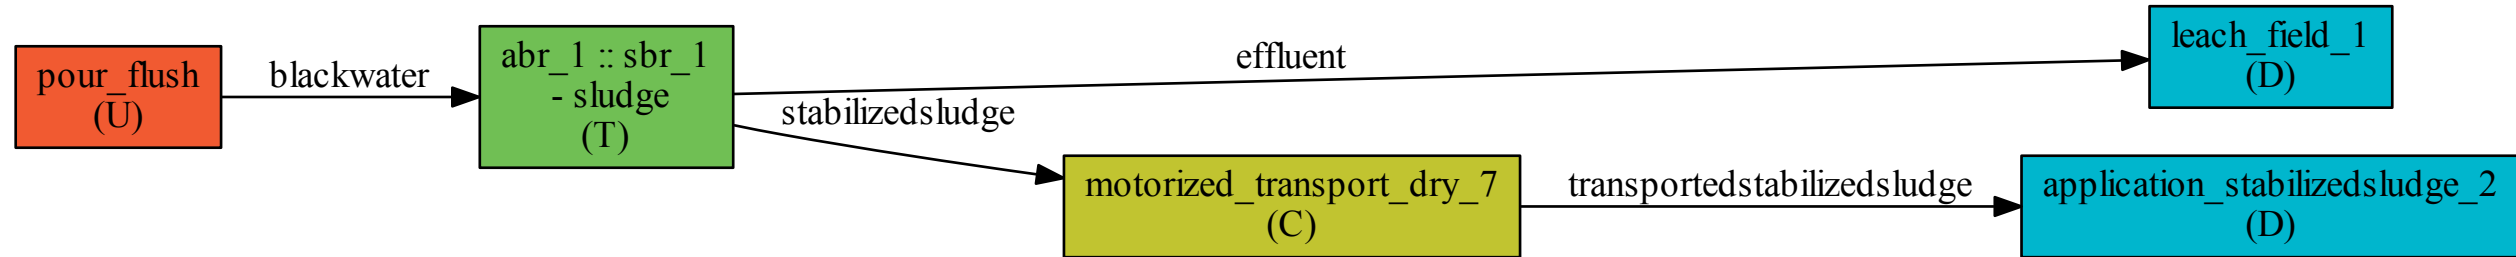 pour_flush
(U)
blackwater
abr_1 :: sbr_1
- sludge
(T)
effluent
stabilizedsludge
leach_field_1
(D)
motorized_transport_dry_7
(C)
transportedstabilizedsludge
application_stabilizedsludge_2
(D)